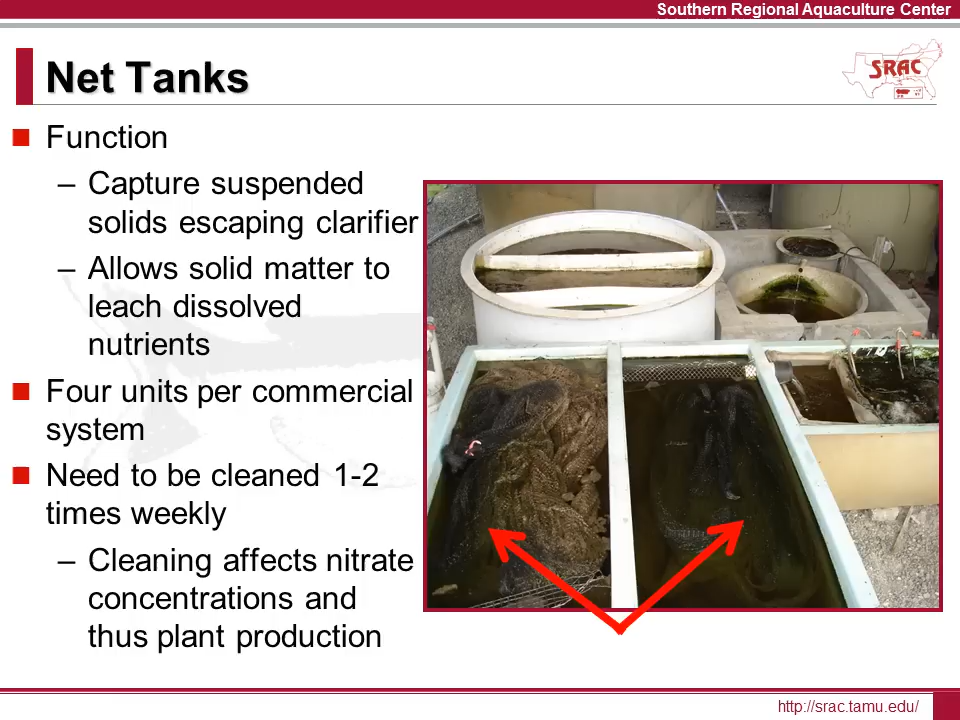 Southern Regional Aquaculture Center
Net Tanks
SRAC
Function
– Capture suspended
solids escaping clarifier
– Allows solid matter to
leach dissolved
nutrients
Four units per commercial
system
Need to be cleaned 1-2
times weekly
– Cleaning affects nitrate
concentrations and
thus plant production
http://srac.tamu.edu/